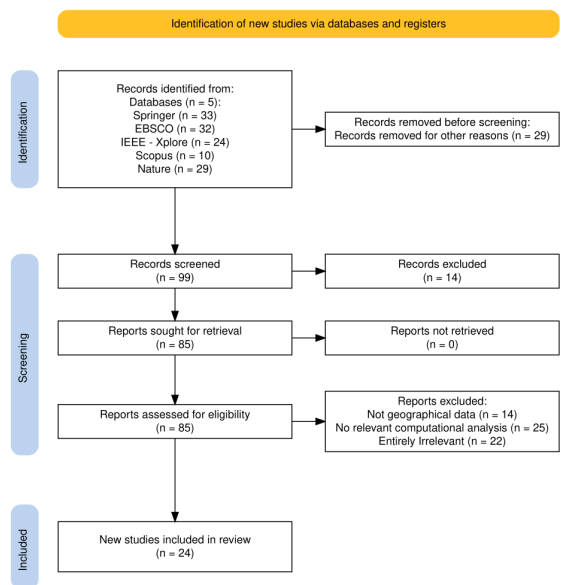 Identification of new studies via databases and registers
Identification
Records identified from:
Databases (n = 5):
Springer (n = 33)
EBSCO (n = 32)
IEEE - Xplore (n = 24)
Scopus (n = 10)
Nature (n = 29)
Records removed before screening:
Records removed for other reasons (n = 29)
Screening
Records screened
(n = 99)
Records excluded
(n = 14)
Reports sought for retrieval
(n = 85)
Reports not retrieved
(n = 0)
Reports assessed for eligibility
(n = 85)
Reports excluded:
Not geographical data (n = 14)
No relevant computational analysis (n = 25)
Entirely Irrelevant (n = 22)
Included
New studies included in review
(n = 24)